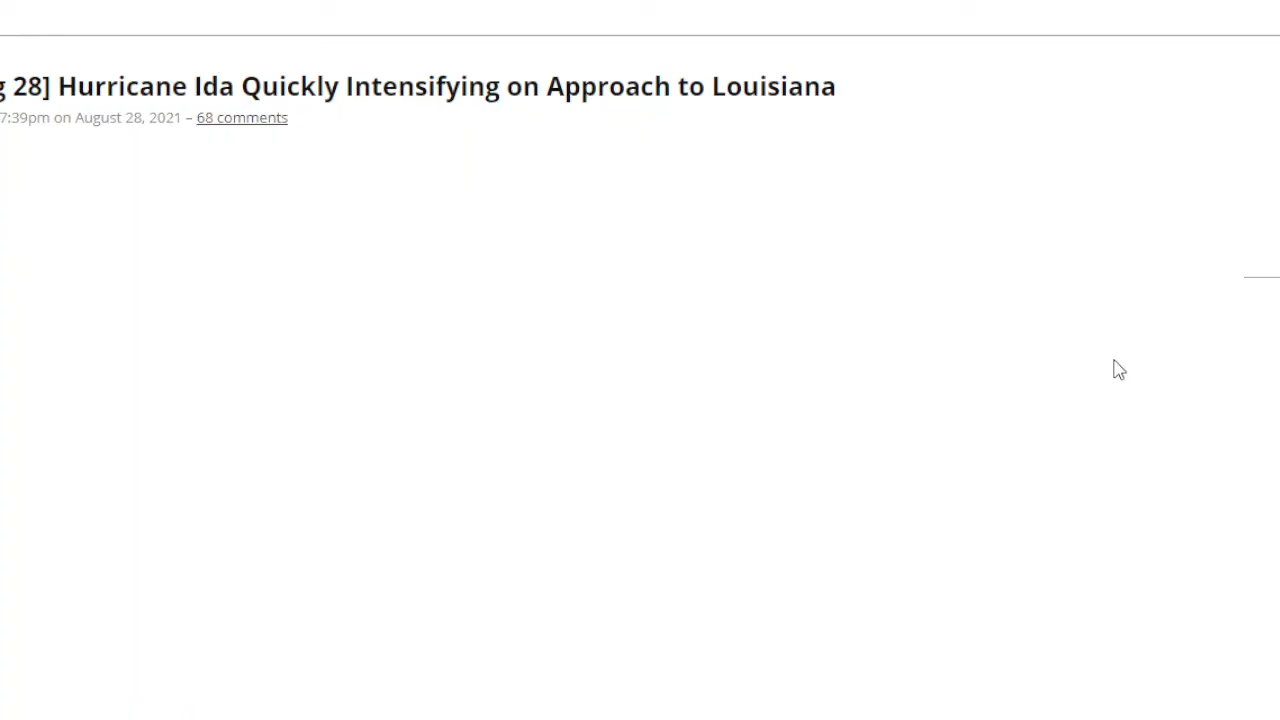 g 28] Hurricane Ida Quickly Intensifying on Approach to Louisiana
7:39pm on August 28, 2021 – 68 comments